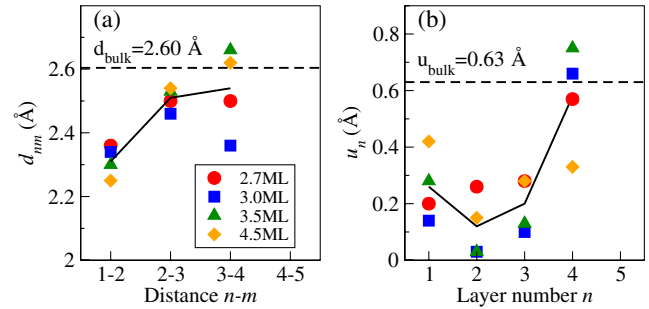 (a)
d_bulk=2.60 Å
2.6
2.4
2.2
2
d_nm (Å)
1-2 2-3 3-4 4-5
Distance n-m
2.7ML
3.0ML
3.5ML
4.5ML
(b)
u_bulk=0.63 Å
0.8
0.6
0.4
0.2
0
u_n (Å)
1 2 3 4 5
Layer number n